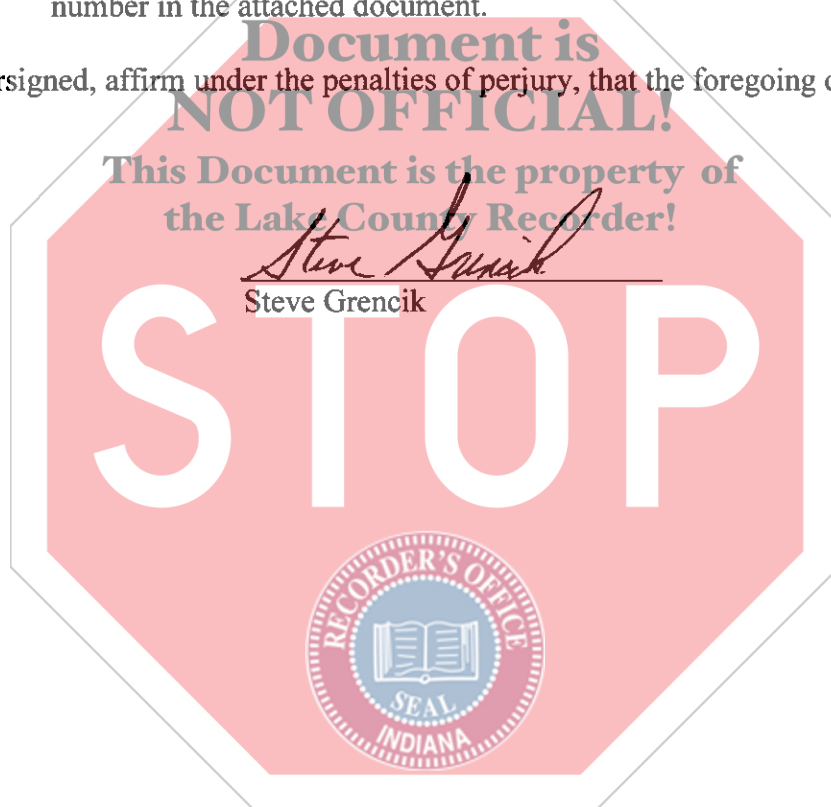 number in the attached document.
Document is
rsigned, affirm under the penalties of perjury, that the foregoing d
NOT OFFICIAL!
This Document is the property of
the Lake County Recorder!
Steve Grencik
Steve Grencik
STOP
RECORDER'S OFFICE
SEAL
INDIANA